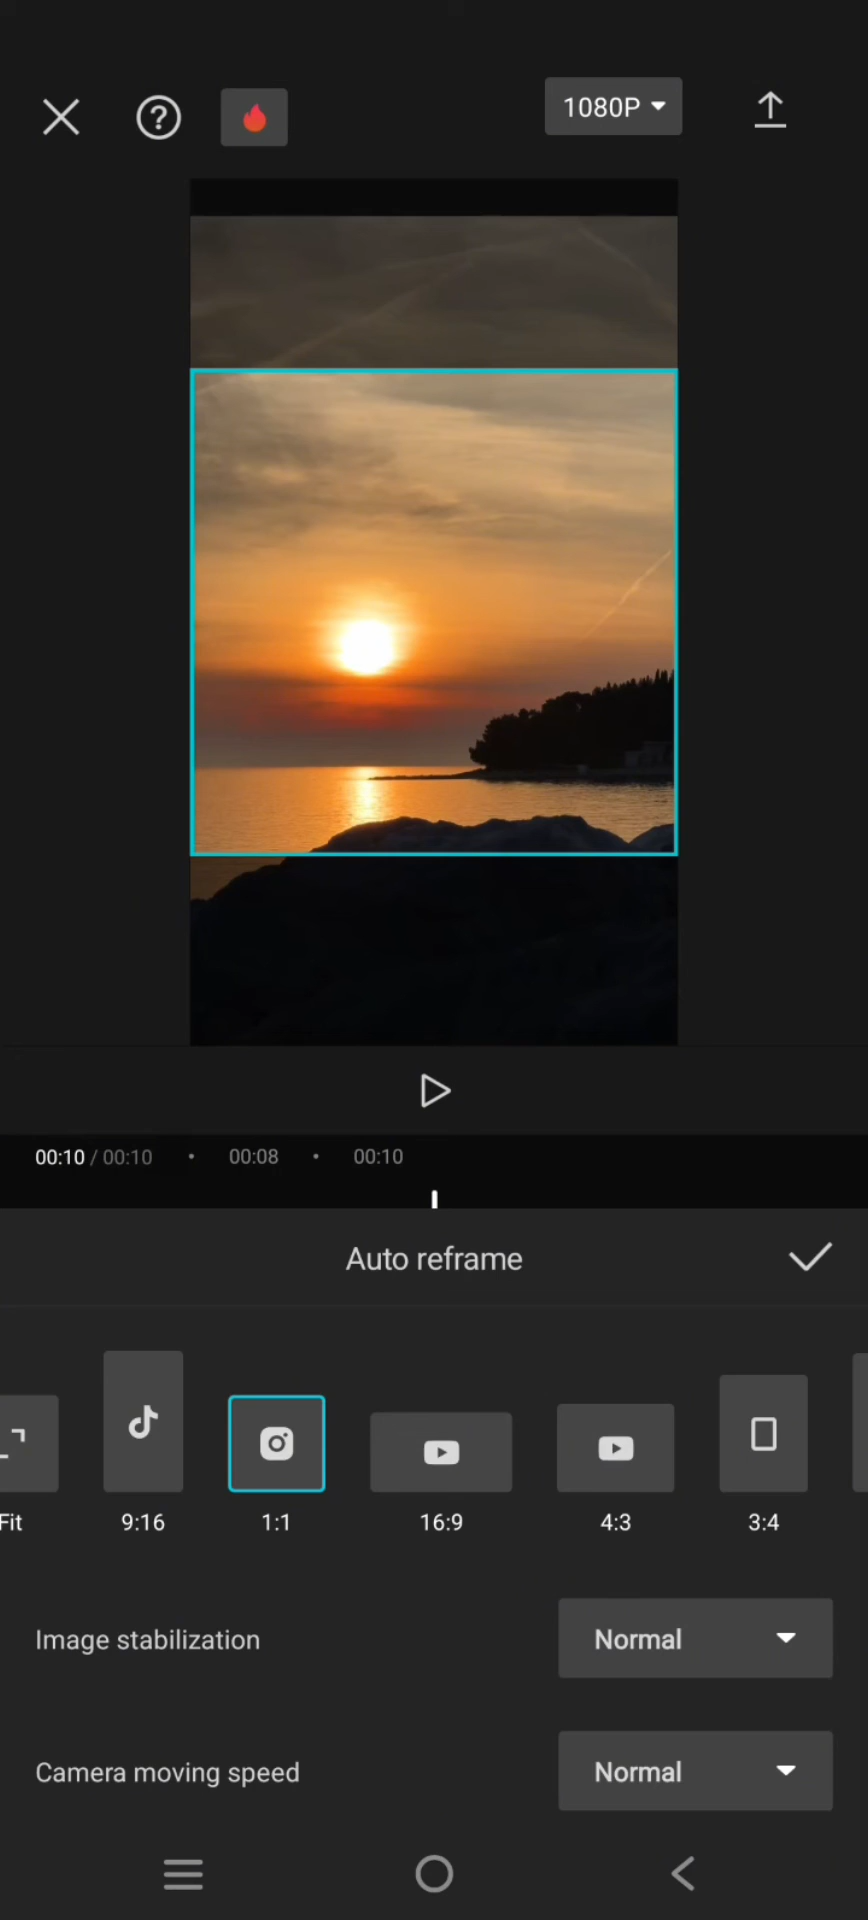 1080P
00:10 / 00:10 • 00:08 • 00:10
Auto reframe
Fit 9:16 1:1 16:9 4:3 3:4
Image stabilization Normal
Camera moving speed Normal